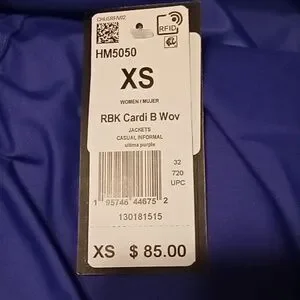 RFID
HM5050
XS
WOMEN / MUJER
RBK Cardi B Wov
JACKETS
CASUAL INFORMAL
ultima purple
32
720
UPC
1 95746 44675 2
130181515
XS $ 85.00